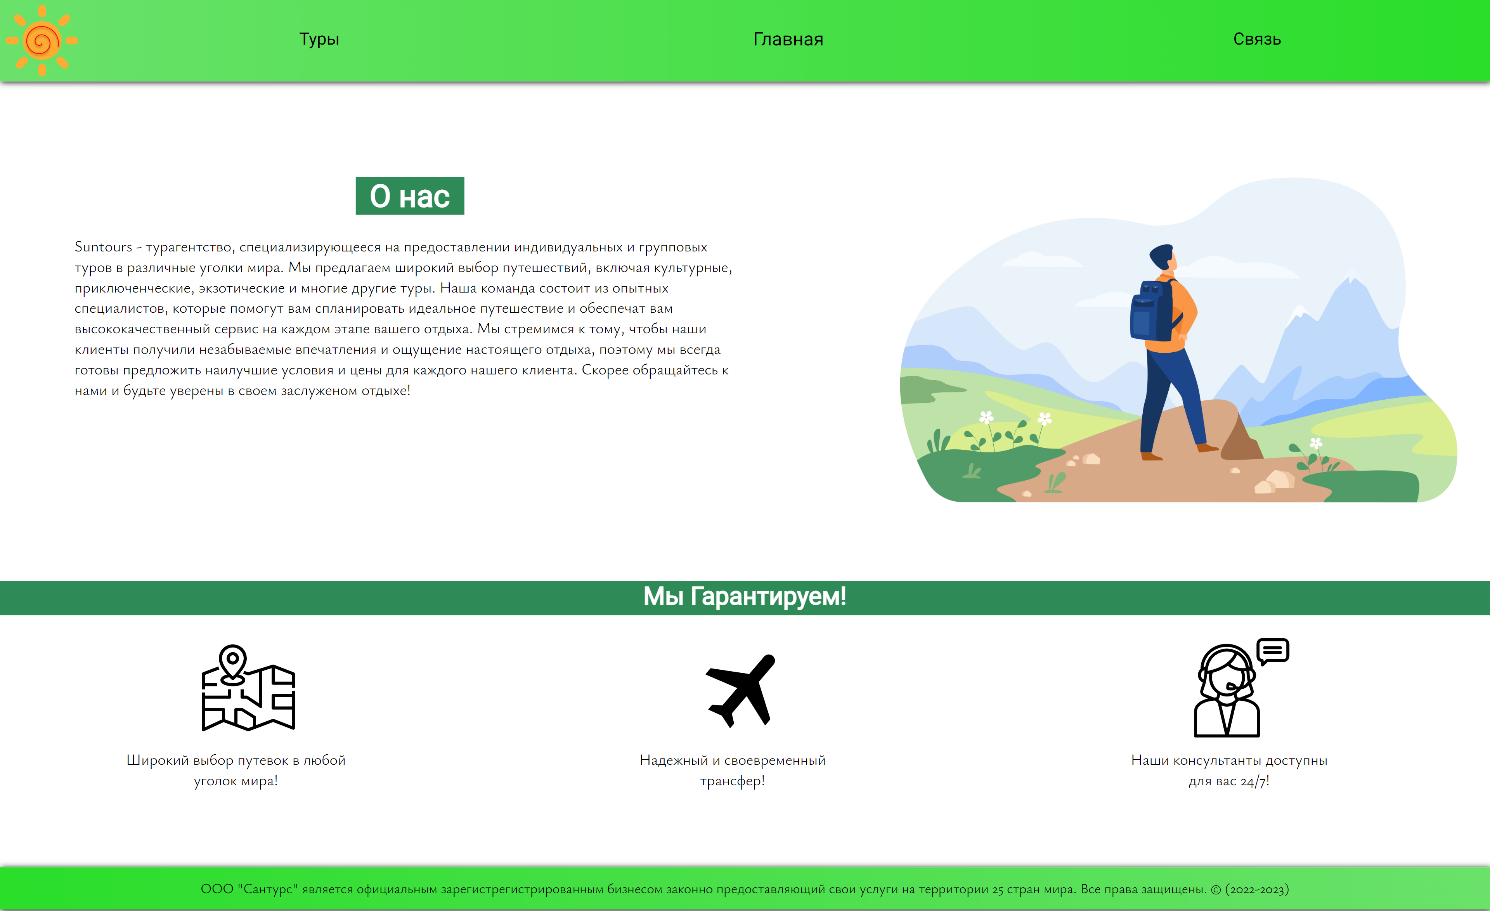 Туры
Главная
Связь
О нас
Suntours - турагентство, специализирующееся на предоставлении индивидуальных и групповых
туров в различные уголки мира. Мы предлагаем широкий выбор путешествий, включая культурные,
приключенческие, экзотические и многие другие туры. Наша команда состоит из опытных
специалистов, которые помогут вам спланировать идеальное путешествие и обеспечат вам
высококачественный сервис на каждом этапе вашего отдыха. Мы стремимся к тому, чтобы наши
клиенты получили незабываемые впечатления и ощущение настоящего отдыха, поэтому мы всегда
готовы предложить наилучшие условия и цены для каждого нашего клиента. Скорее обращайтесь к
нами и будьте уверены в своем заслуженом отдыхе!
Мы Гарантируем!
Широкий выбор путевок в любой
уголок мира!
Надежный и своевременный
трансфер!
Наши консультанты доступны
для вас 24/7!
ООО "Сантурс" является официальным зарегистрегистрированным бизнесом законно предоставляющий свои услуги на территории 25 стран мира. Все права защищены. © (2022-2023)